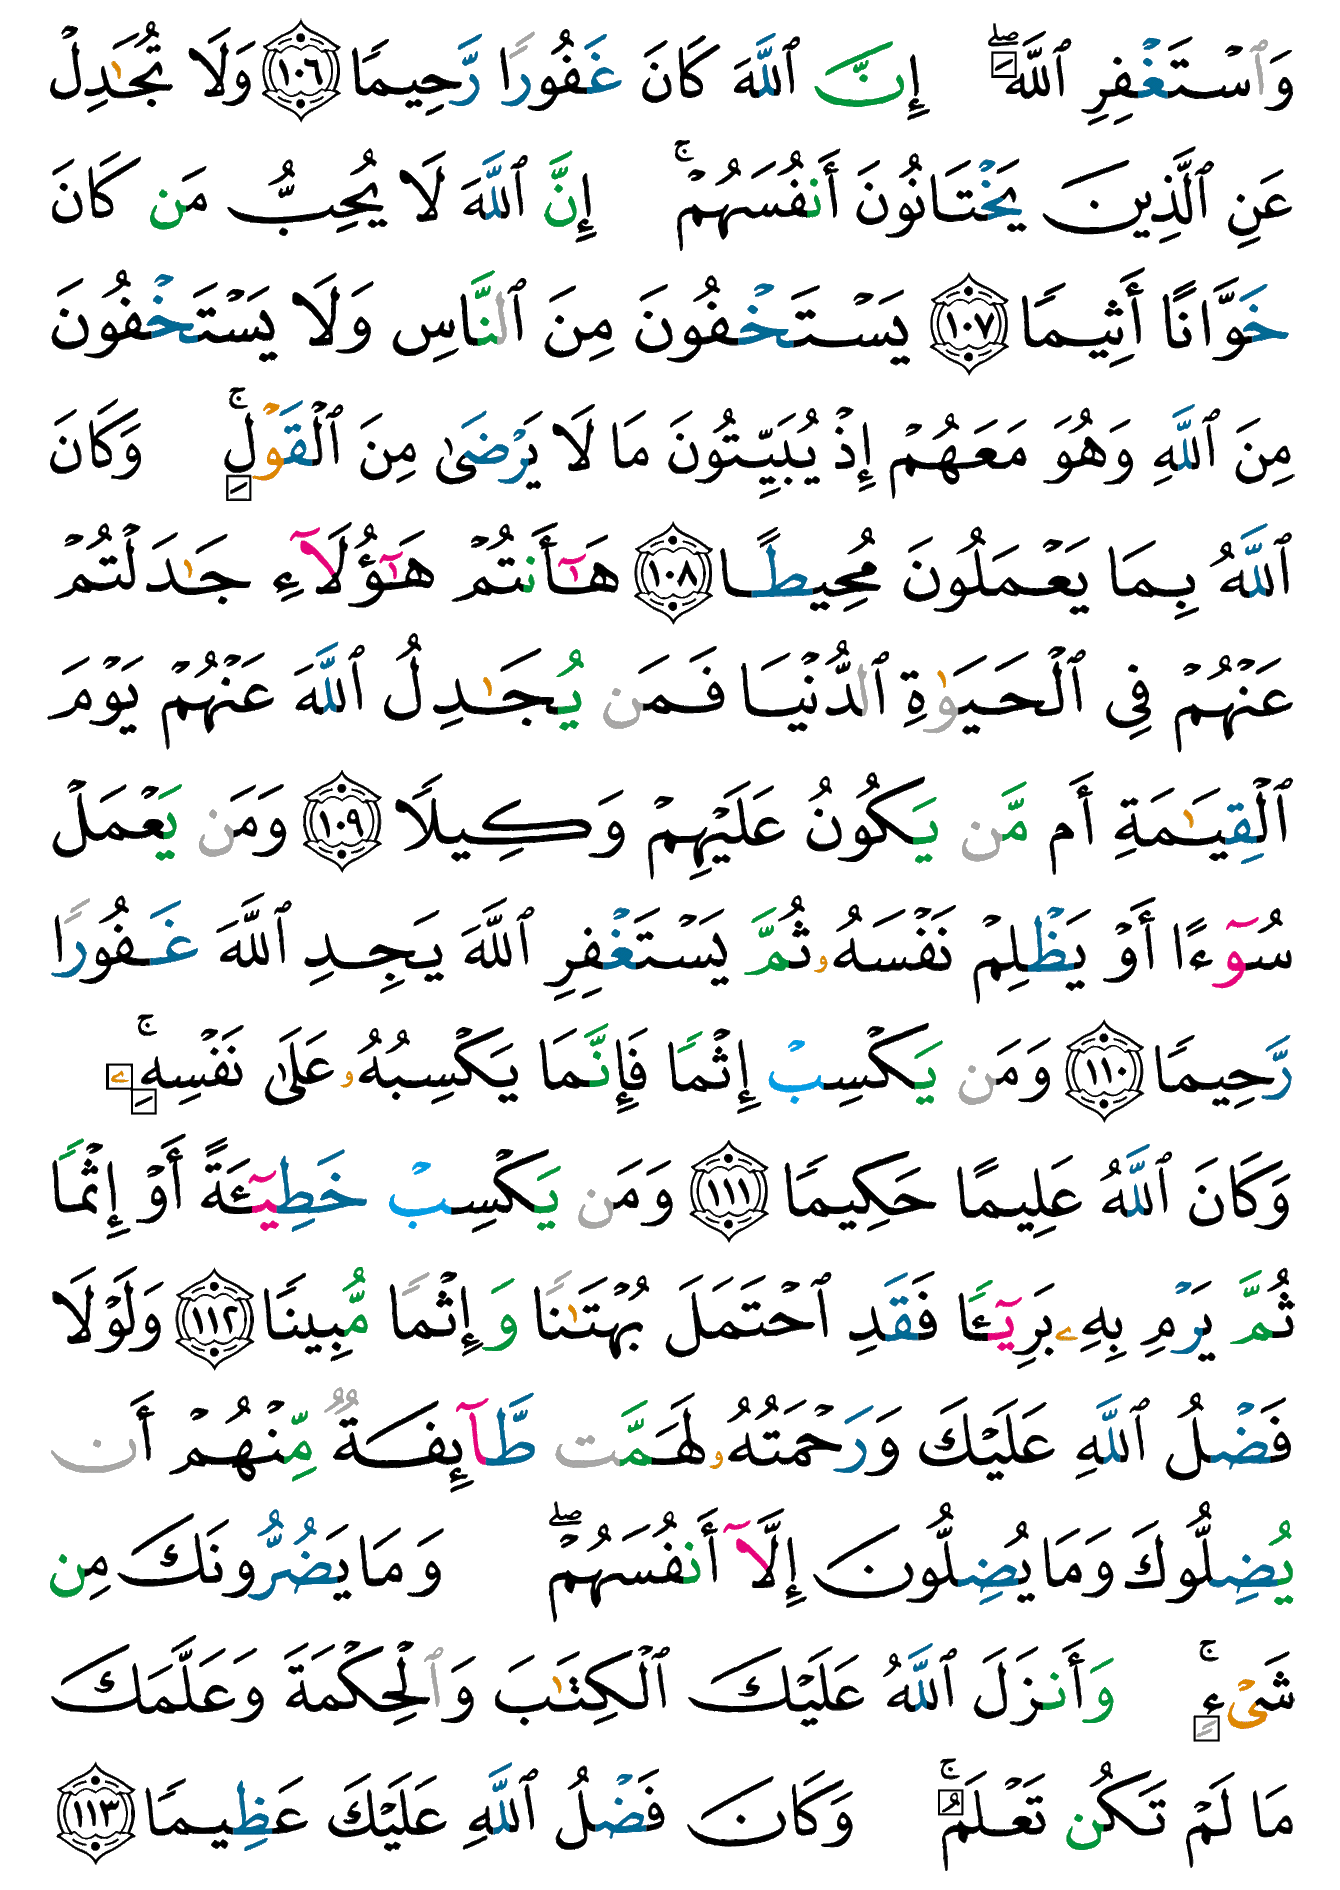 وَٱسْتَغْفِرِ ٱللَّهَ ۖ إِنَّ ٱللَّهَ كَانَ غَفُورًا رَّحِيمًا ١٠٦ وَلَا تُجَٰدِلْ
عَنِ ٱلَّذِينَ يَخْتَانُونَ أَنفُسَهُمْ ۚ إِنَّ ٱللَّهَ لَا يُحِبُّ مَن كَانَ
خَوَّانًا أَثِيمًا ١٠٧ يَسْتَخْفُونَ مِنَ ٱلنَّاسِ وَلَا يَسْتَخْفُونَ
مِنَ ٱللَّهِ وَهُوَ مَعَهُمْ إِذْ يُبَيِّتُونَ مَا لَا يَرْضَىٰ مِنَ ٱلْقَوْلِ ۚ وَكَانَ
ٱللَّهُ بِمَا يَعْمَلُونَ مُحِيطًا ١٠٨ هَٰٓأَنتُمْ هَٰٓؤُلَآءِ جَٰدَلْتُمْ
عَنْهُمْ فِى ٱلْحَيَوٰةِ ٱلدُّنْيَا فَمَن يُجَٰدِلُ ٱللَّهَ عَنْهُمْ يَوْمَ
ٱلْقِيَٰمَةِ أَم مَّن يَكُونُ عَلَيْهِمْ وَكِيلًا ١٠٩ وَمَن يَعْمَلْ
سُوٓءًا أَوْ يَظْلِمْ نَفْسَهُۥ ثُمَّ يَسْتَغْفِرِ ٱللَّهَ يَجِدِ ٱللَّهَ غَفُورًا
رَّحِيمًا ١١٠ وَمَن يَكْسِبْ إِثْمًا فَإِنَّمَا يَكْسِبُهُۥ عَلَىٰ نَفْسِهِۦ ۚ
وَكَانَ ٱللَّهُ عَلِيمًا حَكِيمًا ١١١ وَمَن يَكْسِبْ خَطِيٓـَٔةً أَوْ إِثْمًا
ثُمَّ يَرْمِ بِهِۦ بَرِيٓـًٔا فَقَدِ ٱحْتَمَلَ بُهْتَٰنًا وَإِثْمًا مُّبِينًا ١١٢ وَلَوْلَا
فَضْلُ ٱللَّهِ عَلَيْكَ وَرَحْمَتُهُۥ لَهَمَّت طَّآئِفَةٌ مِّنْهُمْ أَن
يُضِلُّوكَ وَمَا يُضِلُّونَ إِلَّآ أَنفُسَهُمْ ۖ وَمَا يَضُرُّونَكَ مِن
شَىْءٍ ۚ وَأَنزَلَ ٱللَّهُ عَلَيْكَ ٱلْكِتَٰبَ وَٱلْحِكْمَةَ وَعَلَّمَكَ
مَا لَمْ تَكُن تَعْلَمُ ۚ وَكَانَ فَضْلُ ٱللَّهِ عَلَيْكَ عَظِيمًا ١١٣